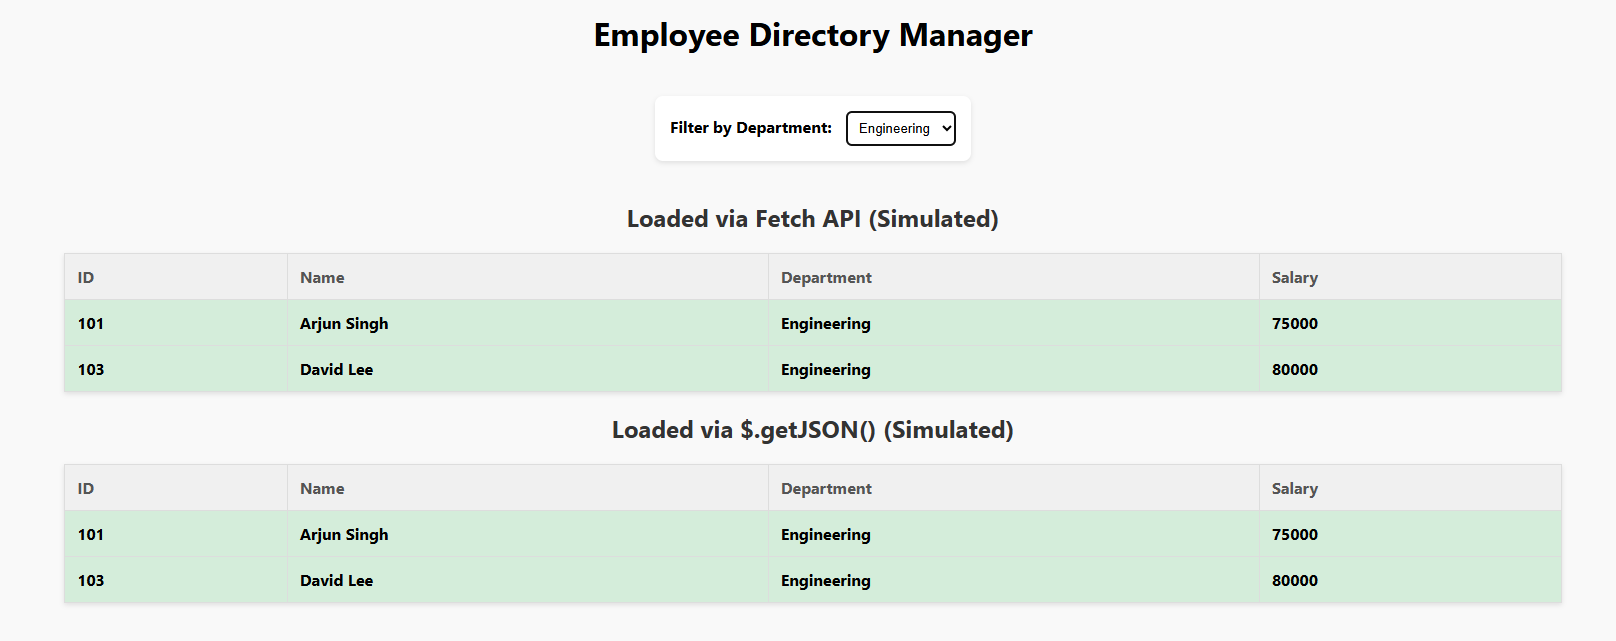 Employee Directory Manager
Filter by Department: Engineering
Loaded via Fetch API (Simulated)
ID Name Department Salary
101 Arjun Singh Engineering 75000
103 David Lee Engineering 80000
Loaded via $.getJSON() (Simulated)
ID Name Department Salary
101 Arjun Singh Engineering 75000
103 David Lee Engineering 80000